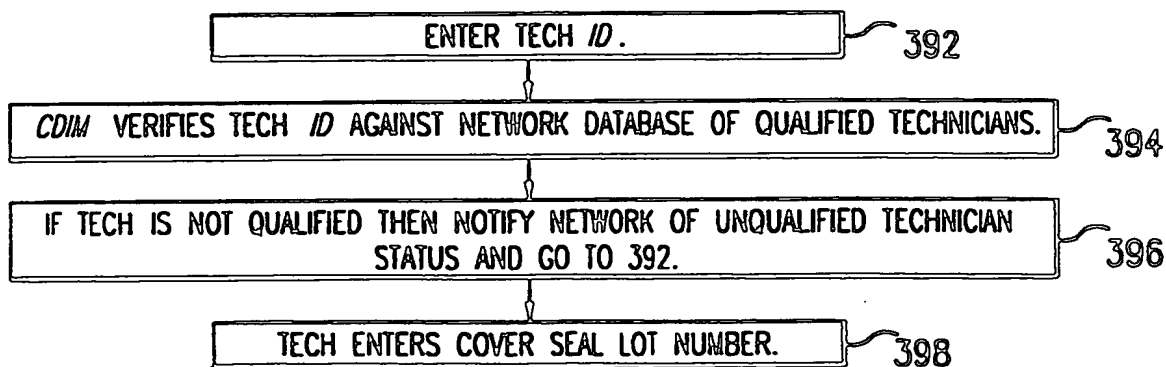 ENTER TECH ID.
392
CDIM VERIFIES TECH ID AGAINST NETWORK DATABASE OF QUALIFIED TECHNICIANS.
394
IF TECH IS NOT QUALIFIED THEN NOTIFY NETWORK OF UNQUALIFIED TECHNICIAN
STATUS AND GO TO 392.
396
TECH ENTERS COVER SEAL LOT NUMBER.
398